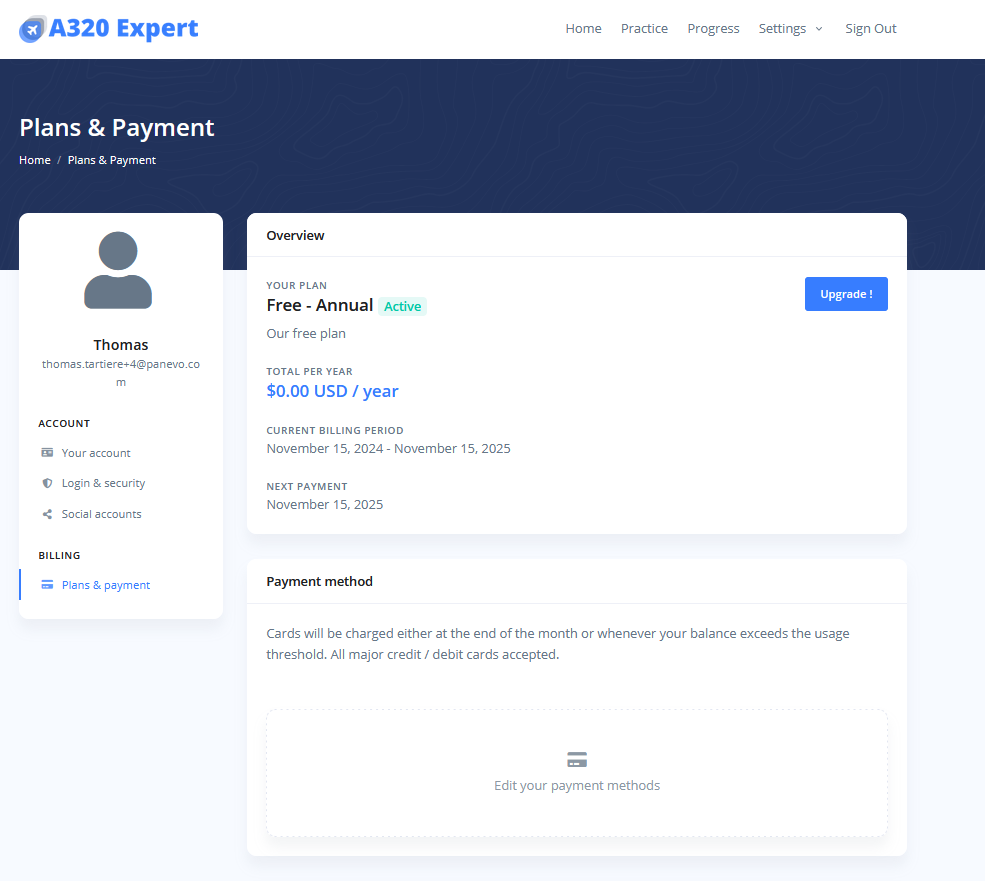 A320 Expert
Home Practice Progress Settings Sign Out
Plans & Payment
Home / Plans & Payment
Thomas
thomas.tartiere+4@panevo.co
m
ACCOUNT
Your account
Login & security
Social accounts
BILLING
Plans & payment
Overview
YOUR PLAN
Free - Annual Active
Upgrade !
Our free plan
TOTAL PER YEAR
$0.00 USD / year
CURRENT BILLING PERIOD
November 15, 2024 - November 15, 2025
NEXT PAYMENT
November 15, 2025
Payment method
Cards will be charged either at the end of the month or whenever your balance exceeds the usage
threshold. All major credit / debit cards accepted.
Edit your payment methods